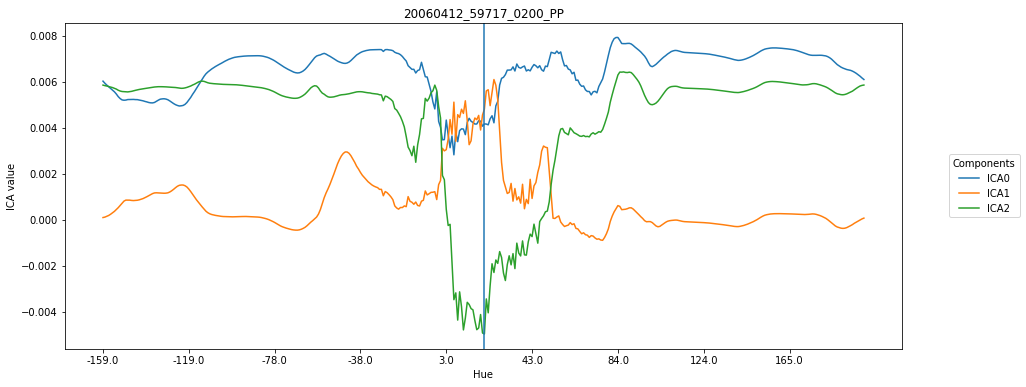 20060412_59717_0200_PP
0.008
0.006
0.004
0.002
0.000
−0.002
−0.004
ICA value
-159.0 -119.0 -78.0 -38.0 3.0 43.0 84.0 124.0 165.0
Hue
Components
ICA0
ICA1
ICA2